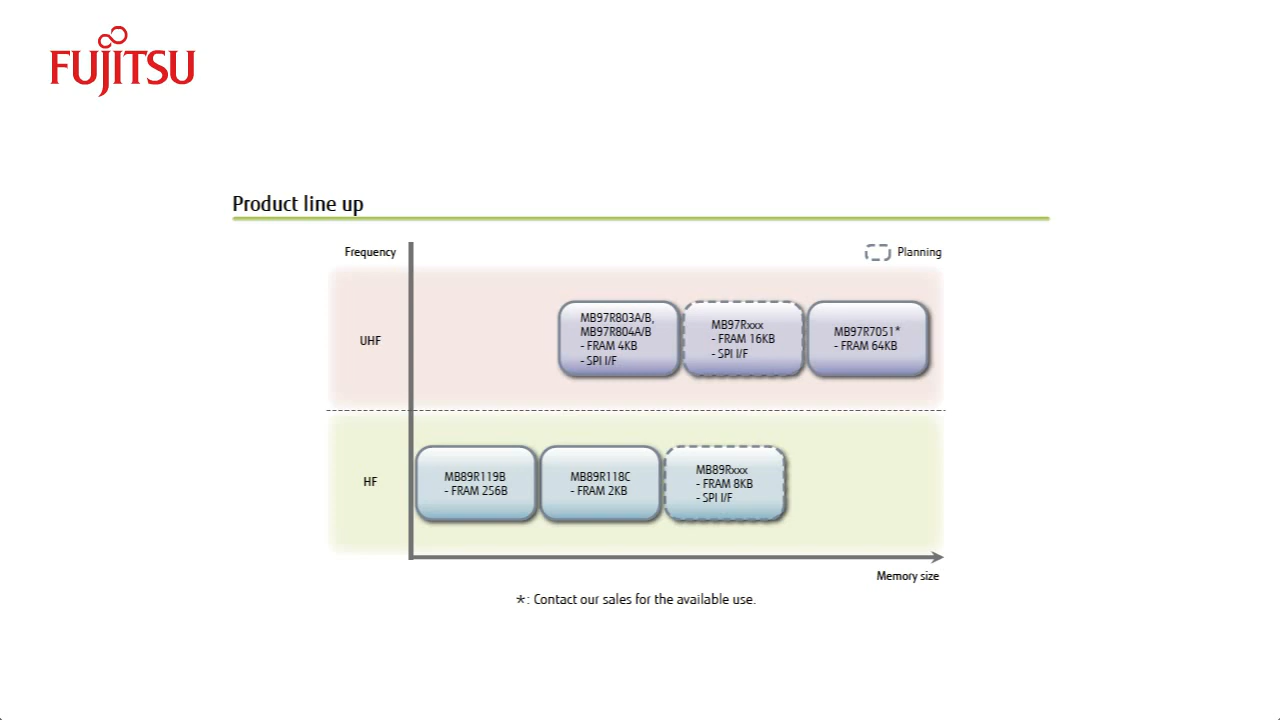 FUJITSU
Product line up
Frequency
Planning
UHF
MB97R803A/B,
MB97R804A/B
- FRAM 4KB
- SPI I/F
MB97Rxxx
- FRAM 16KB
- SPI I/F
MB97R7051*
- FRAM 64KB
HF
MB89R119B
- FRAM 256B
MB89R118C
- FRAM 2KB
MB89Rxxx
- FRAM 8KB
- SPI I/F
Memory size
*: Contact our sales for the available use.